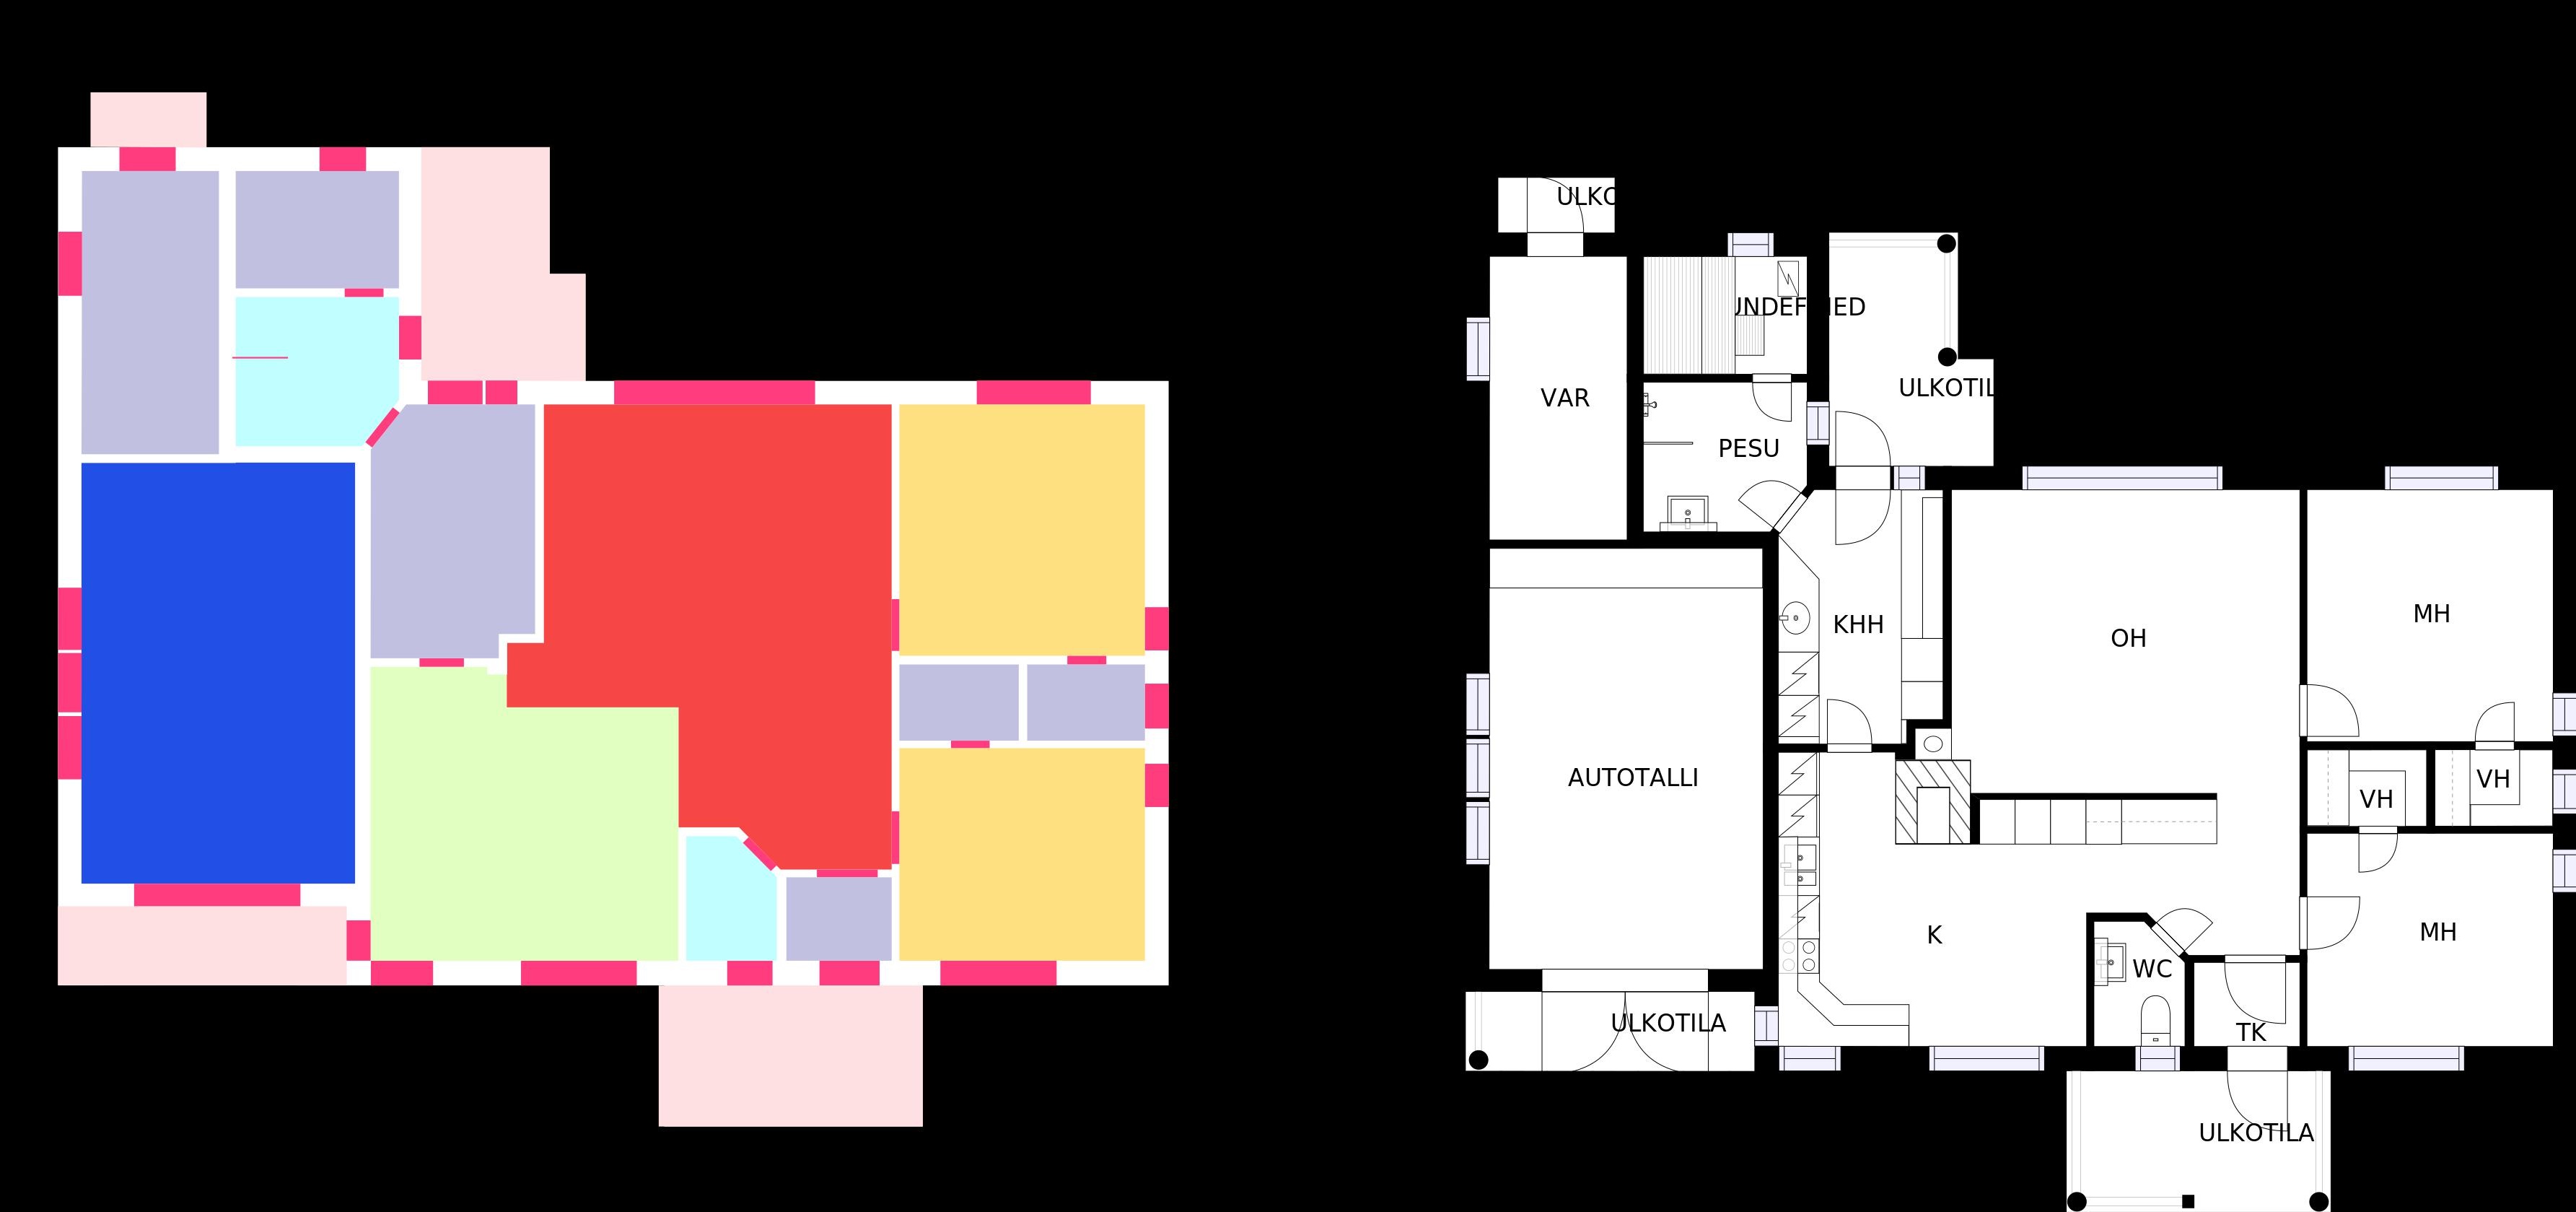 ULKO
UNDEFINED
ULKOTIL
VAR
PESU
MH
KHH
OH
AUTOTALLI
VH
VH
K
MH
WC
ULKOTILA
TK
ULKOTILA